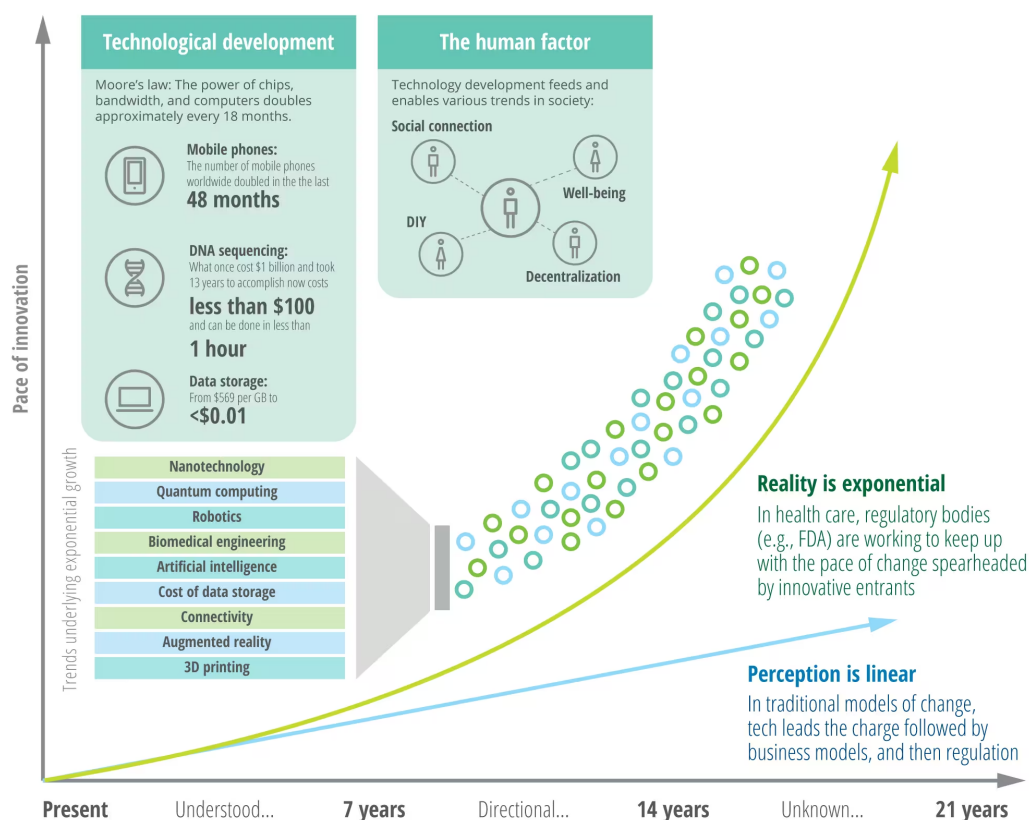 Technological development
Moore's law: The power of chips,
bandwidth, and computers doubles
approximately every 18 months.
Mobile phones:
The number of mobile phones
worldwide doubled in the the last
48 months
DNA sequencing:
What once cost $1 billion and took
13 years to accomplish now costs
less than $100
and can be done in less than
1 hour
Data storage:
From $569 per GB to
<$0.01
The human factor
Technology development feeds and
enables various trends in society:
Social connection
Well-being
DIY
Decentralization
Pace of innovation
Trends underlying exponential growth
Nanotechnology
Quantum computing
Robotics
Biomedical engineering
Artificial intelligence
Cost of data storage
Connectivity
Augmented reality
3D printing
Reality is exponential
In health care, regulatory bodies
(e.g., FDA) are working to keep up
with the pace of change spearheaded
by innovative entrants
Perception is linear
In traditional models of change,
tech leads the charge followed by
business models, and then regulation
Present Understood... 7 years Directional... 14 years Unknown... 21 years